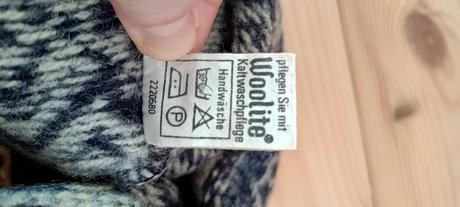 pflegen Sie mit
Woolite®
Kaltwaschpflege
Handwäsche
P
2220680